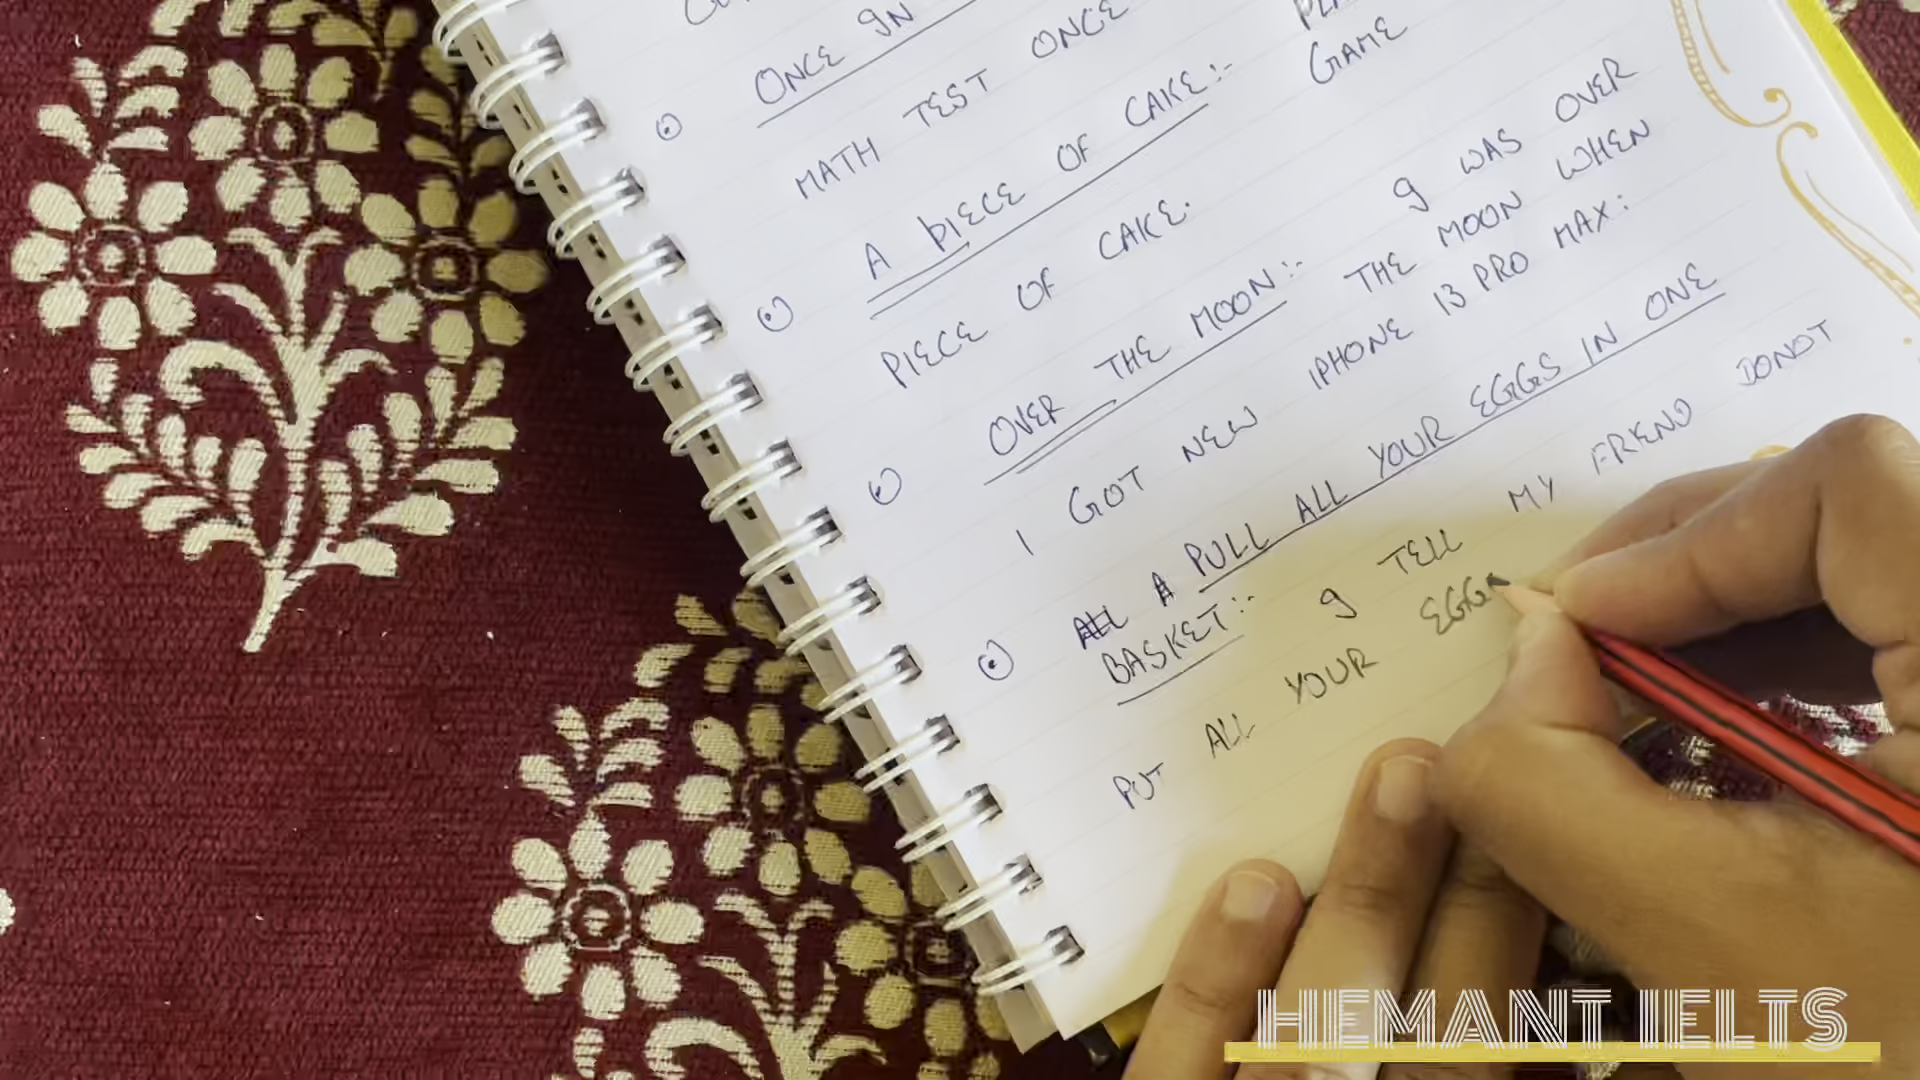 ONCE IN
MATH TEST ONCE
A PIECE OF CAKE:-
GAME
PIECE OF CAKE.
OVER THE MOON:- I WAS OVER
THE MOON WHEN
I GOT NEW IPHONE 13 PRO MAX:
A PULL ALL YOUR EGGS IN ONE
BASKET:- I TELL MY FRIEND DONOT
PUT ALL YOUR EGGS
HEMANT IELTS